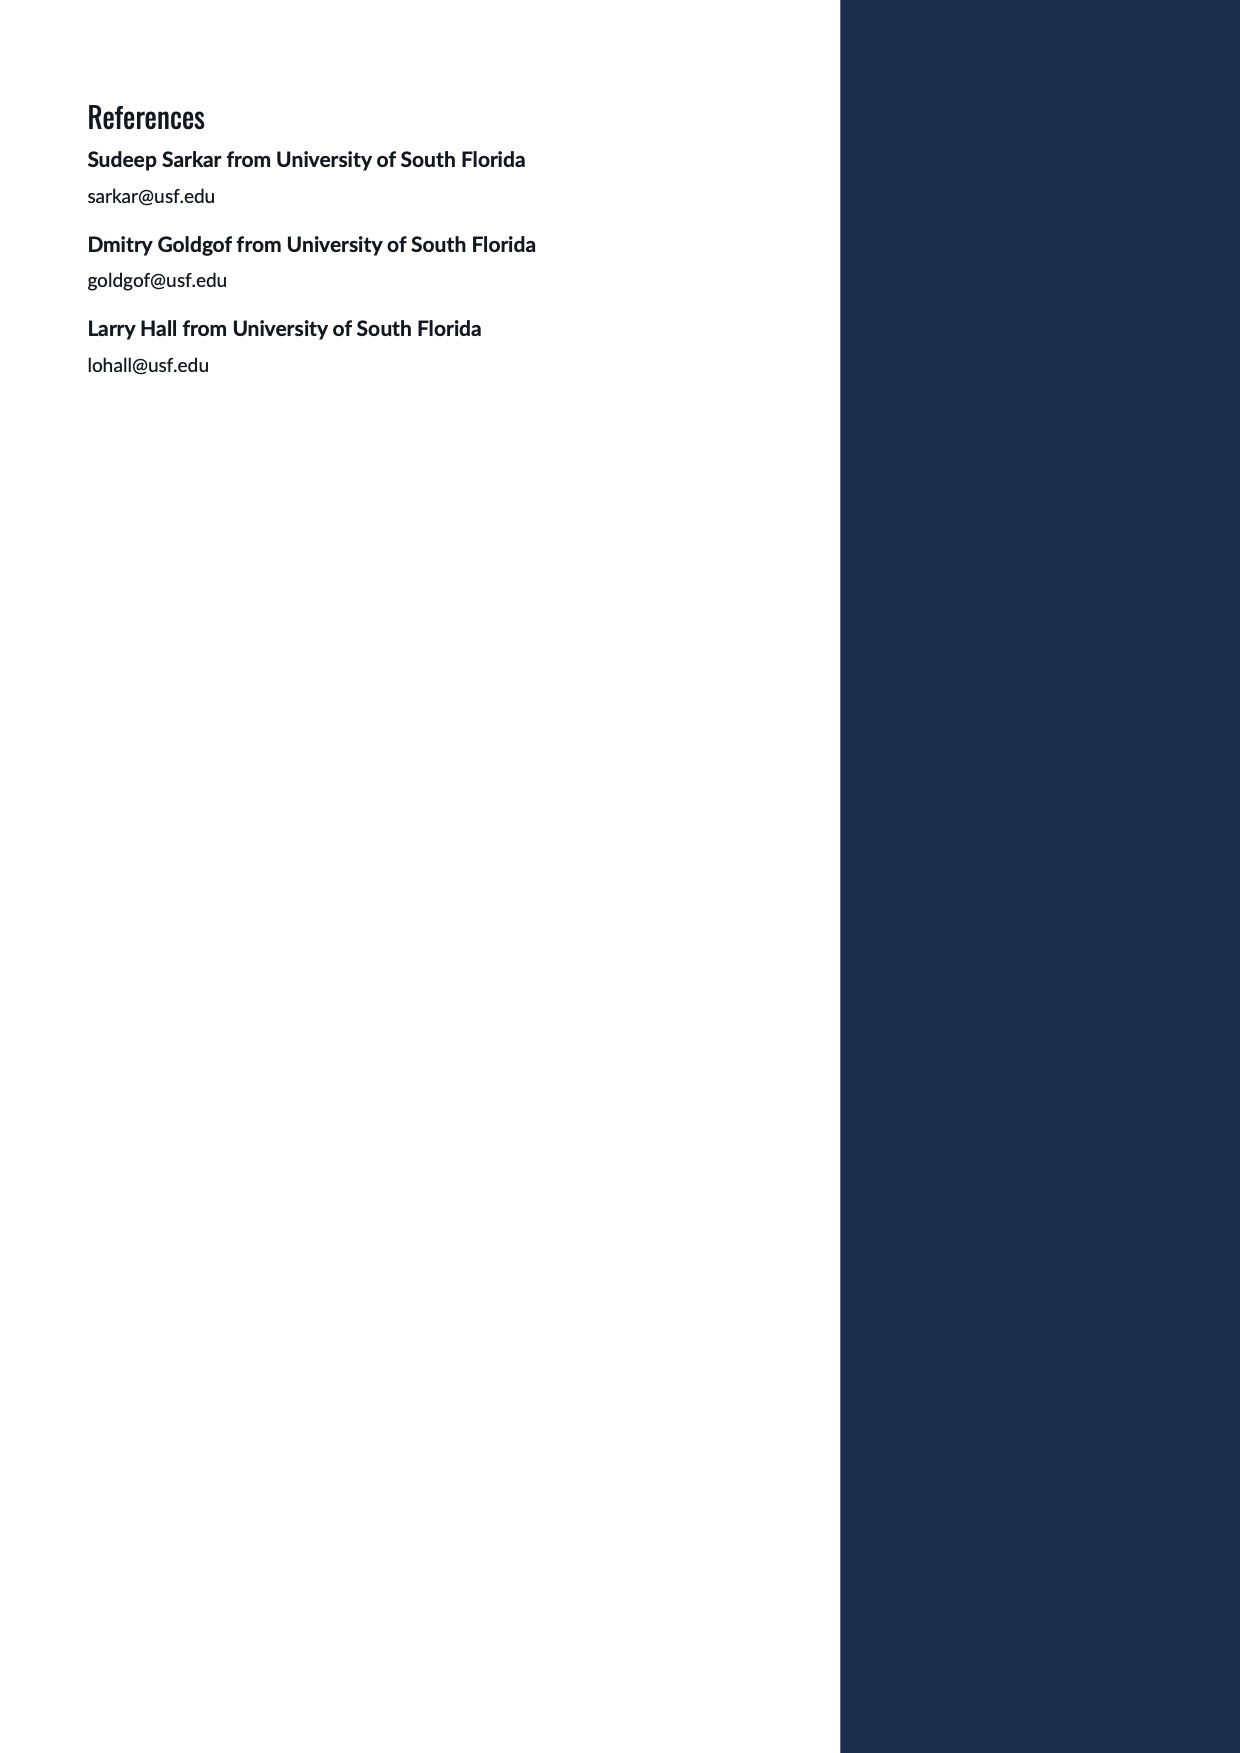 References
Sudeep Sarkar from University of South Florida
sarkar@usf.edu
Dmitry Goldgof from University of South Florida
goldgof@usf.edu
Larry Hall from University of South Florida
lohall@usf.edu